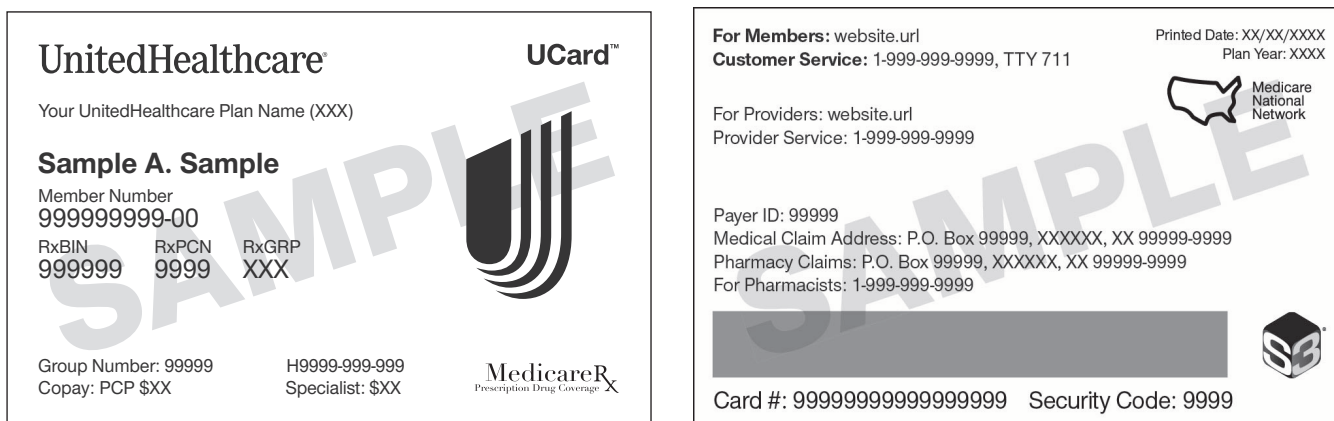 UnitedHealthcare®
UCard™
Your UnitedHealthcare Plan Name (XXX)
Sample A. Sample
Member Number
999999999-00
RxBIN RxPCN RxGRP
999999 9999 XXX
Group Number: 99999 H9999-999-999
Copay: PCP $XX Specialist: $XX
MedicareRx
Prescription Drug Coverage
SAMPLE
For Members: website.url
Customer Service: 1-999-999-9999, TTY 711
Printed Date: XX/XX/XXXX
Plan Year: XXXX
Medicare
National
Network
For Providers: website.url
Provider Service: 1-999-999-9999
Payer ID: 99999
Medical Claim Address: P.O. Box 99999, XXXXXX, XX 99999-9999
Pharmacy Claims: P.O. Box 99999, XXXXXX, XX 99999-9999
For Pharmacists: 1-999-999-9999
S3®
Card #: 99999999999999999 Security Code: 9999
SAMPLE